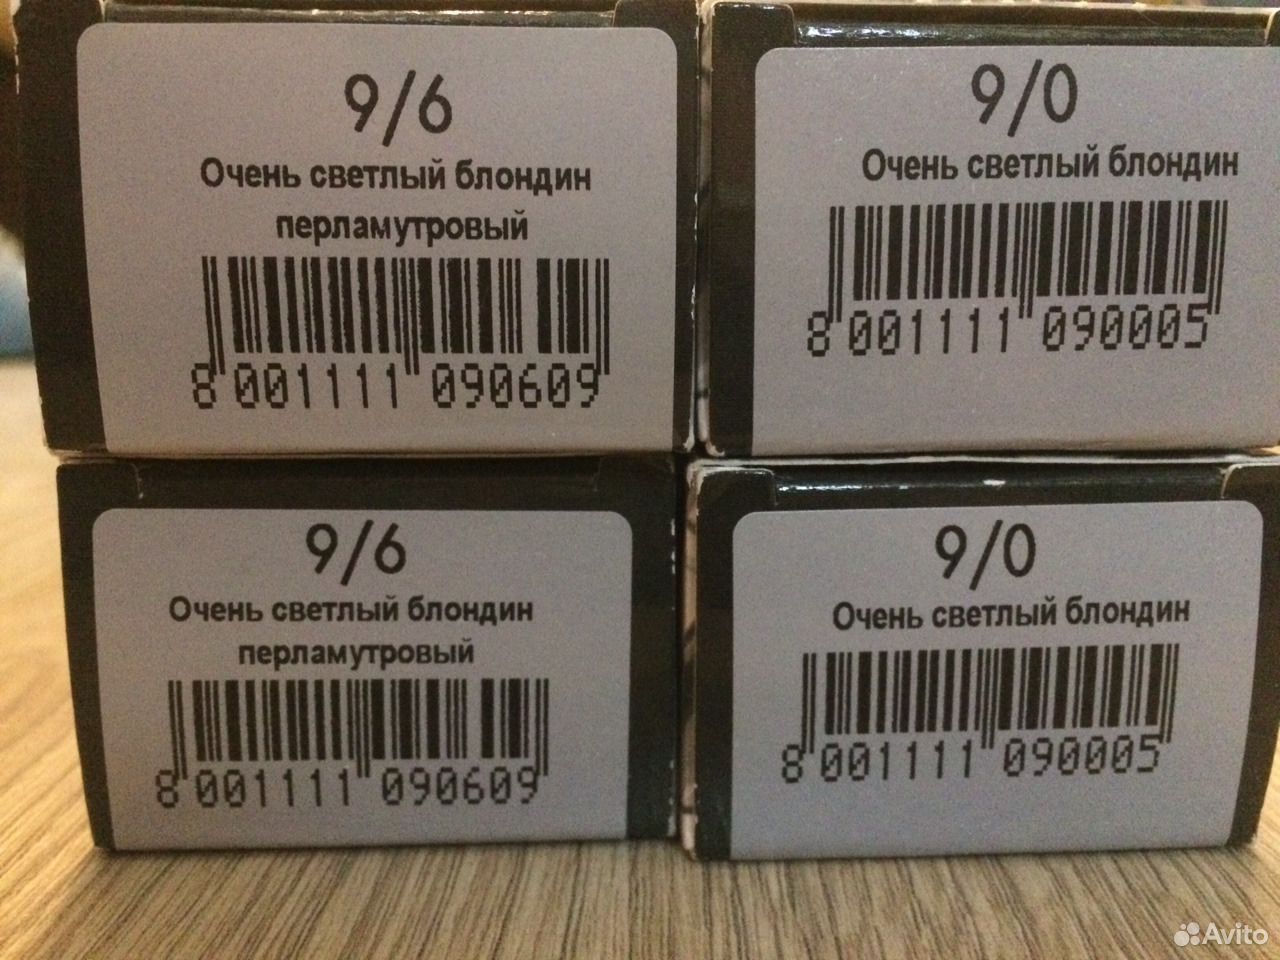 9/6
Очень светлый блондин
перламутровый
8 001111 090609
9/0
Очень светлый блондин
8 001111 090005
9/6
Очень светлый блондин
перламутровый
8 001111 090609
9/0
Очень светлый блондин
8 001111 090005
Avito